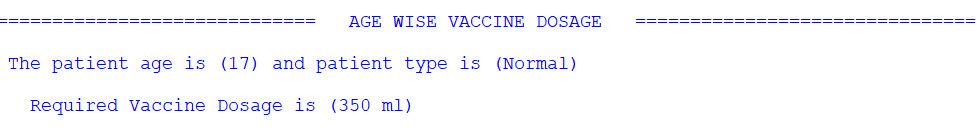 ============================= AGE WISE VACCINE DOSAGE ===============================
The patient age is (17) and patient type is (Normal)
Required Vaccine Dosage is (350 ml)